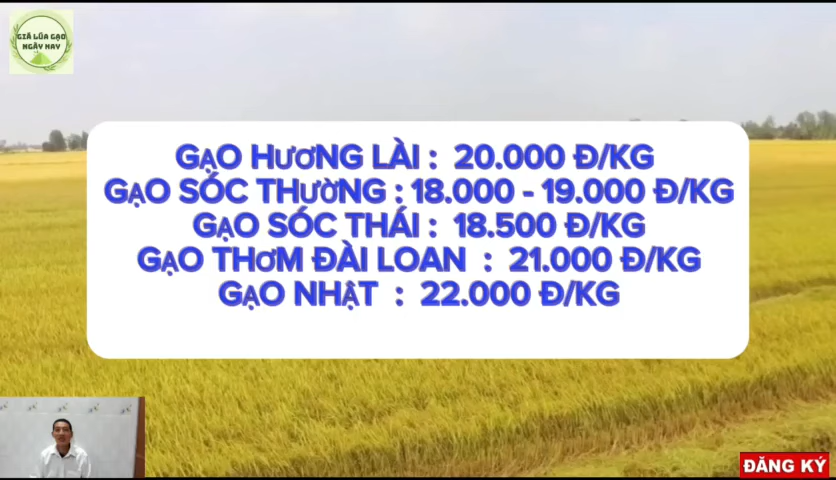 GIÁ LÚA GẠO
NGÀY NAY
GẠO HƯƠNG LÀI : 20.000 Đ/KG
GẠO SÓC THƯỜNG : 18.000 - 19.000 Đ/KG
GẠO SÓC THÁI : 18.500 Đ/KG
GẠO THƠM ĐÀI LOAN : 21.000 Đ/KG
GẠO NHẬT : 22.000 Đ/KG
ĐĂNG KÝ